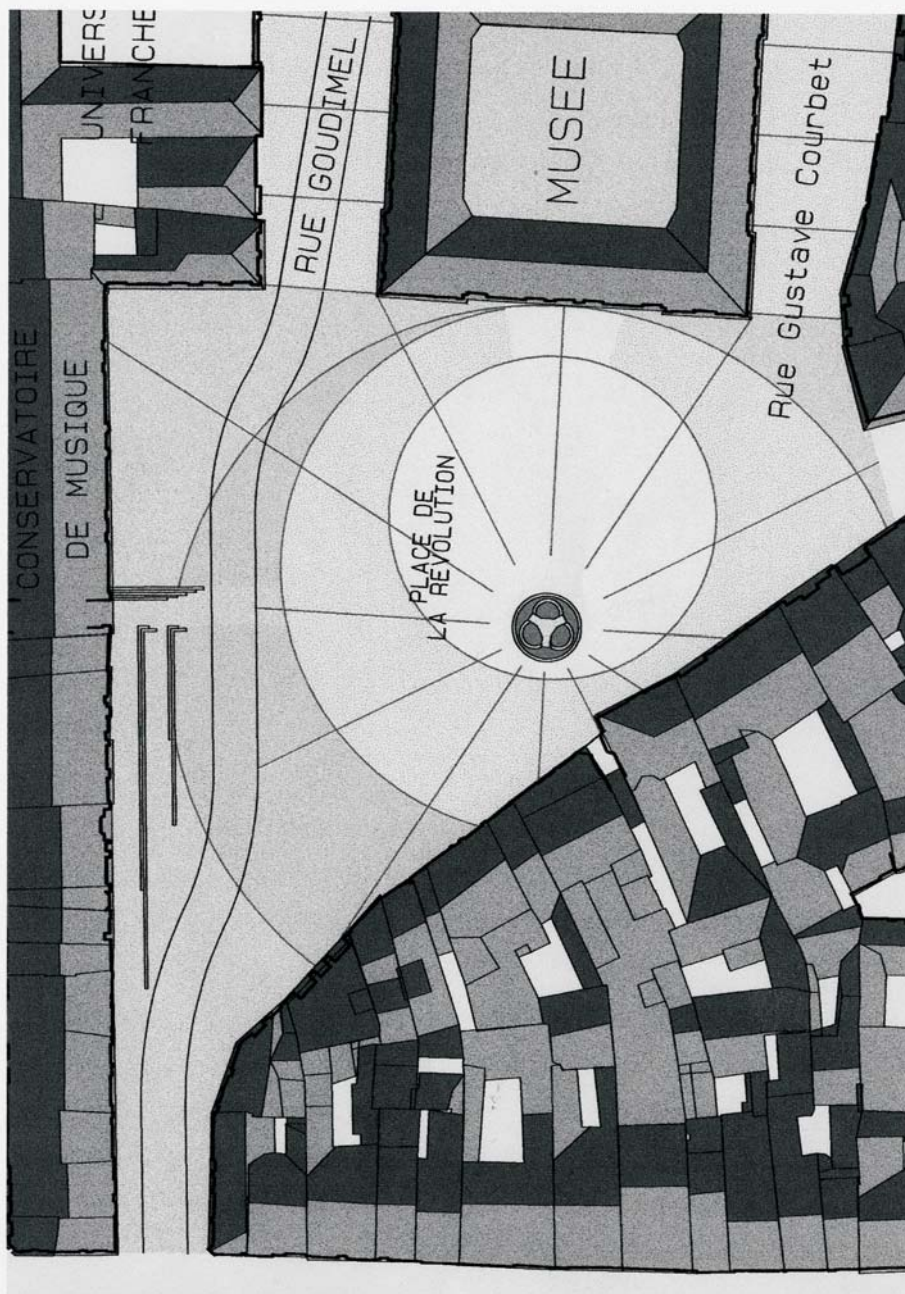 UNIVERS
FRANCHE
RUE GOUDIMEL
MUSEE
Rue Gustave Courbet
CONSERVATOIRE
DE MUSIQUE
PLACE DE
LA REVOLUTION